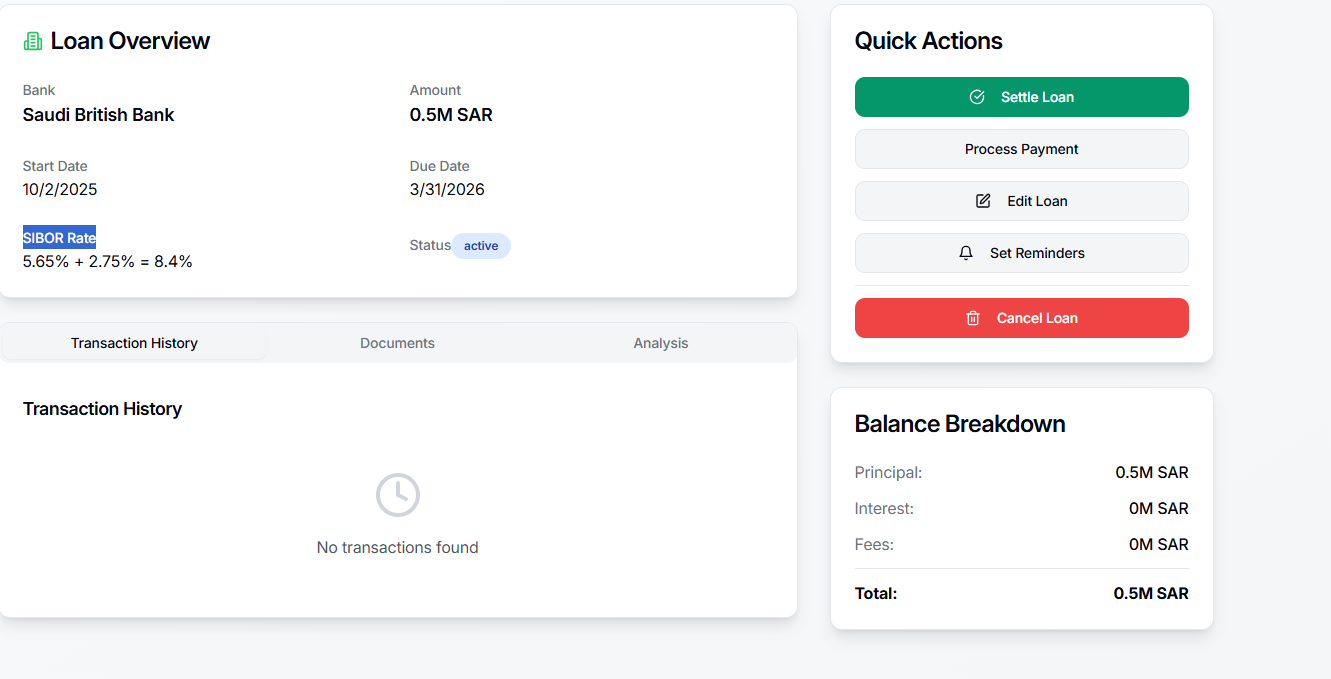 Loan Overview
Bank
Saudi British Bank
Amount
0.5M SAR
Start Date
10/2/2025
Due Date
3/31/2026
SIBOR Rate
5.65% + 2.75% = 8.4%
Status active
Transaction History
Documents
Analysis
Transaction History
No transactions found
Quick Actions
Settle Loan
Process Payment
Edit Loan
Set Reminders
Cancel Loan
Balance Breakdown
Principal: 0.5M SAR
Interest: 0M SAR
Fees: 0M SAR
Total: 0.5M SAR